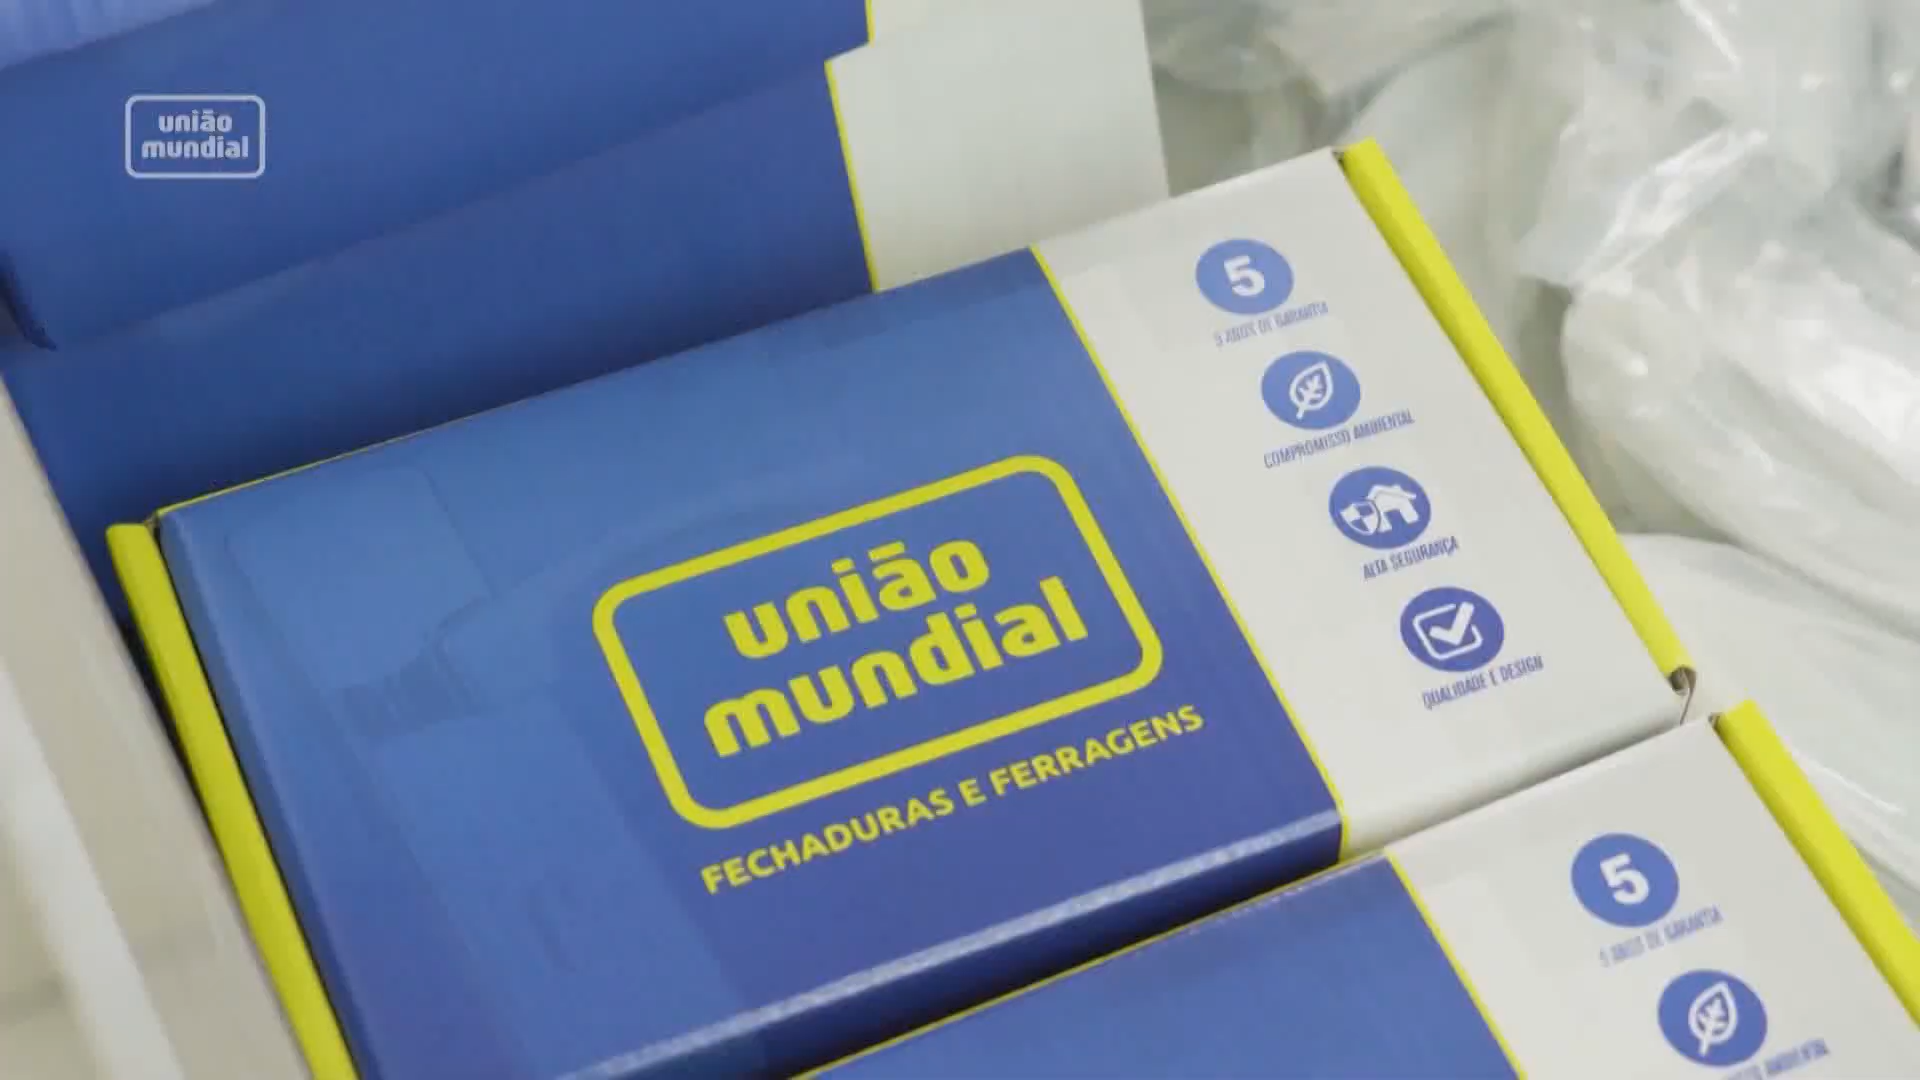 união
mundial
5
5 ANOS DE GARANTIA
COMPROMISSO AMBIENTAL
ALTA SEGURANÇA
QUALIDADE E DESIGN
união
mundial
FECHADURAS E FERRAGENS
5
5 ANOS DE GARANTIA
AMBIENTAL